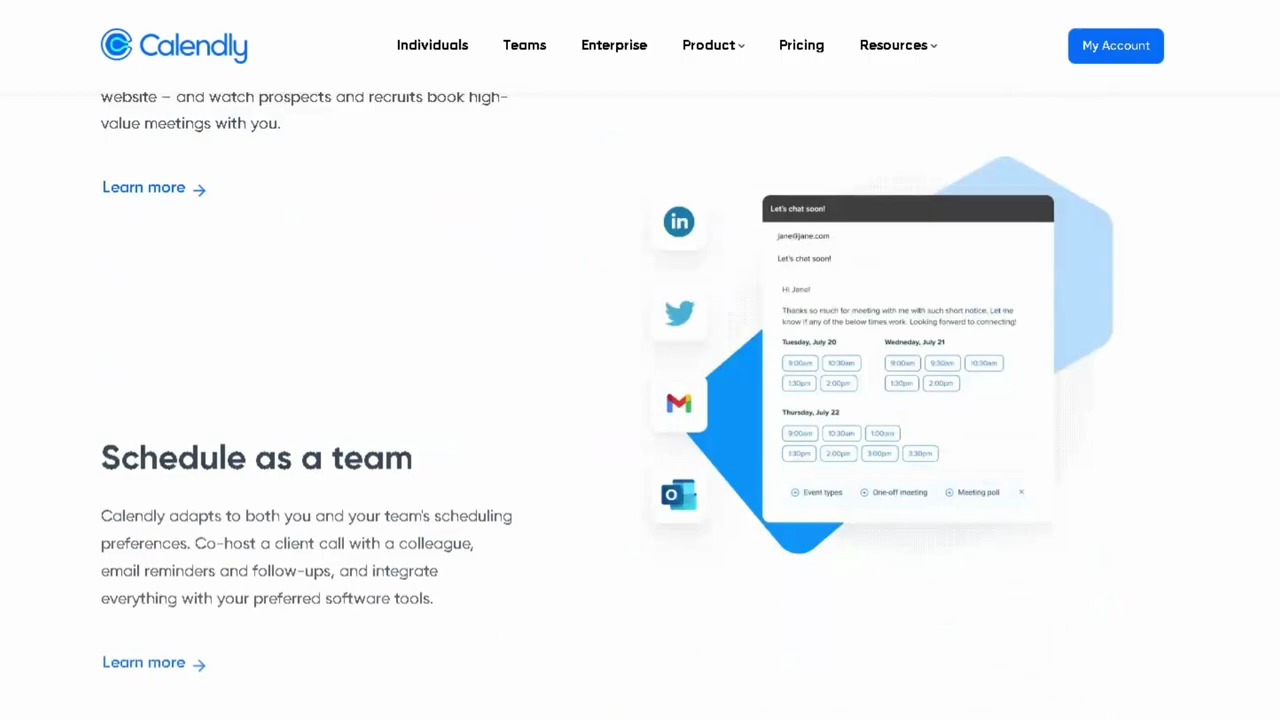 Calendly
Individuals Teams Enterprise Product Pricing Resources My Account
website – and watch prospects and recruits book high-
value meetings with you.
Learn more →
Schedule as a team
Calendly adapts to both you and your team's scheduling
preferences. Co-host a client call with a colleague,
email reminders and follow-ups, and integrate
everything with your preferred software tools.
Learn more →
in
Let's chat soon!
jane@jane.com
Let's chat soon!
Hi Jane!
Thanks so much for meeting with me with such short notice. Let me
know if any of the below times work. Looking forward to connecting!
Tuesday, July 20 Wednesday, July 21
9:00am 10:30am 9:00am 9:30am 10:30am
1:30pm 2:00pm 1:30pm 2:00pm
Thursday, July 22
9:00am 10:30am 1:00pm
1:30pm 2:00pm 3:00pm 3:30pm
Event types One-off meeting Meeting poll ×